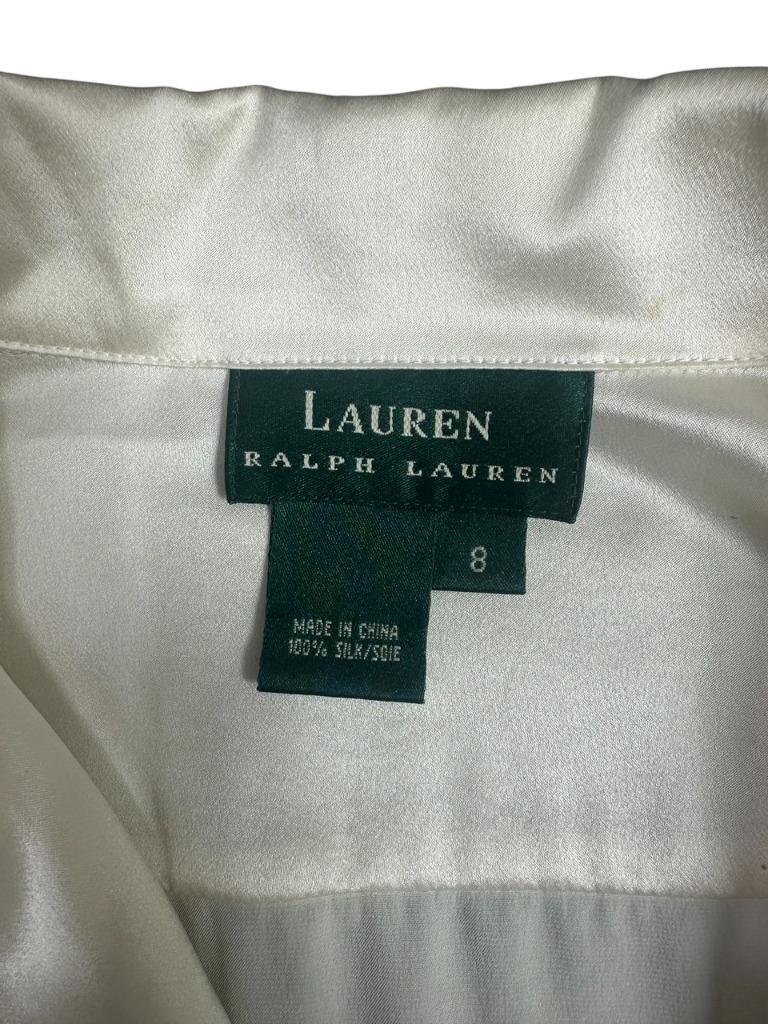 LAUREN
RALPH LAUREN
8
MADE IN CHINA
100% SILK/SOIE